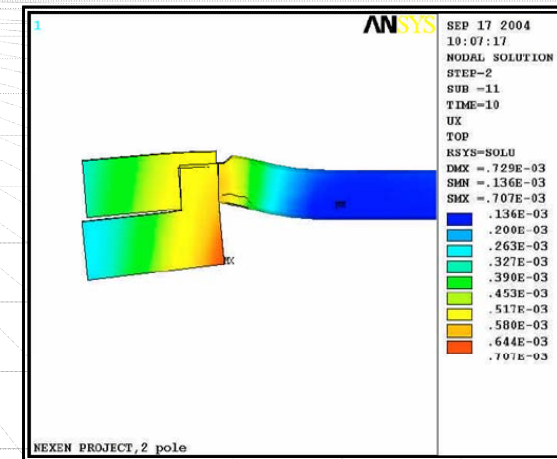 1
ANSYS
SEP 17 2004
10:07:17
NODAL SOLUTION
STEP=2
SUB =11
TIME=10
UX
TOP
RSYS=SOLU
DMX =.729E-03
SMN =.136E-03
SMX =.707E-03
.136E-03
.200E-03
.263E-03
.327E-03
.390E-03
.453E-03
.517E-03
.580E-03
.644E-03
.707E-03
MN
MX
NEXEN PROJECT,2 pole